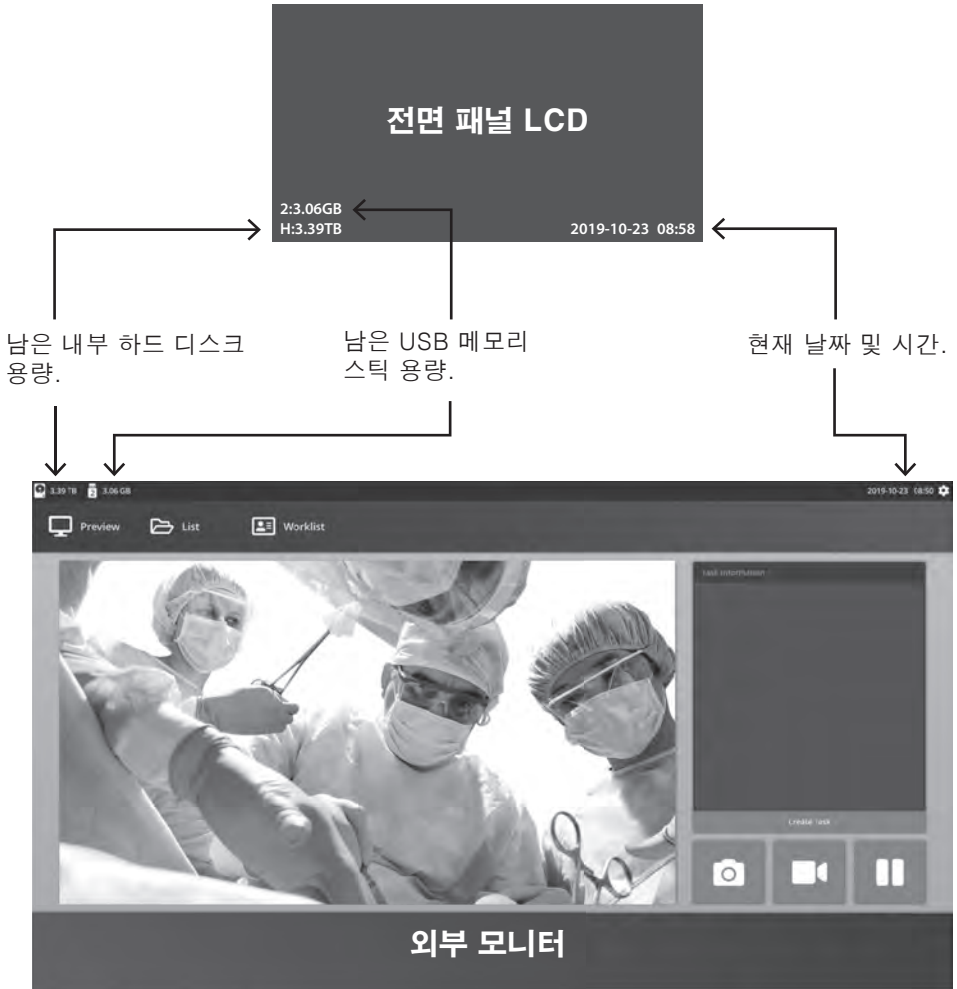 전면 패널 LCD
2:3.06GB
H:3.39TB
2019-10-23 08:58
남은 내부 하드 디스크
용량.
남은 USB 메모리
스틱 용량.
현재 날짜 및 시간.
3.39 TB
2
3.06 GB
2019-10-23 08:50
Preview
List
Worklist
Task Information
Create Task
외부 모니터